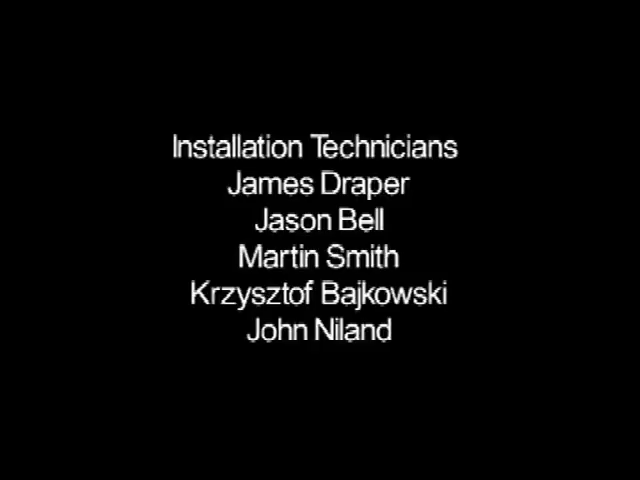 Installation Technicians
James Draper
Jason Bell
Martin Smith
Krzysztof Bajkowski
John Niland